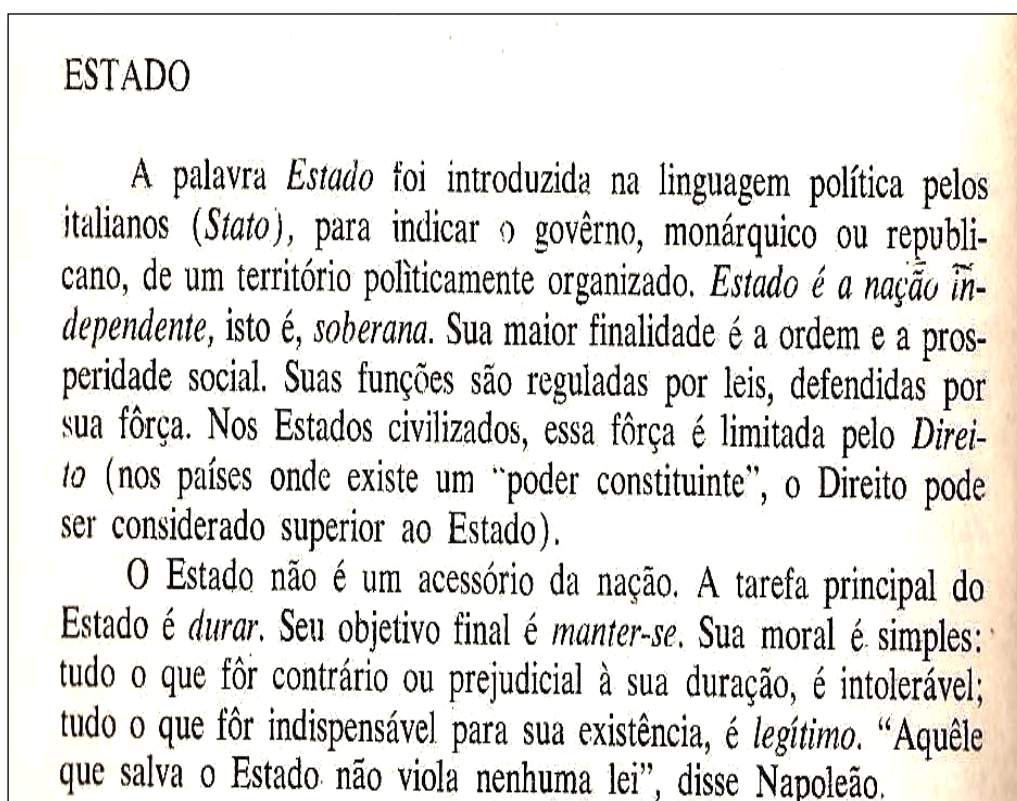 ESTADO
A palavra Estado foi introduzida na linguagem política pelos
italianos (Stato), para indicar o govêrno, monárquico ou republi-
cano, de um território polìticamente organizado. Estado é a nação in-
dependente, isto é, soberana. Sua maior finalidade é a ordem e a pros-
peridade social. Suas funções são reguladas por leis, defendidas por
sua fôrça. Nos Estados civilizados, essa fôrça é limitada pelo Direi-
to (nos países onde existe um “poder constituinte”, o Direito pode
ser considerado superior ao Estado).
O Estado não é um acessório da nação. A tarefa principal do
Estado é durar. Seu objetivo final é manter-se. Sua moral é simples:
tudo o que fôr contrário ou prejudicial à sua duração, é intolerável;
tudo o que fôr indispensável para sua existência, é legítimo. “Aquêle
que salva o Estado não viola nenhuma lei”, disse Napoleão.